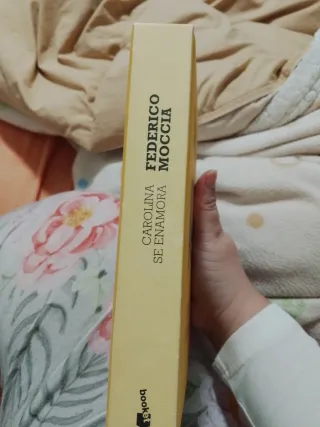 FEDERICO
MOCCIA
CAROLINA
SE ENAMORA
booket